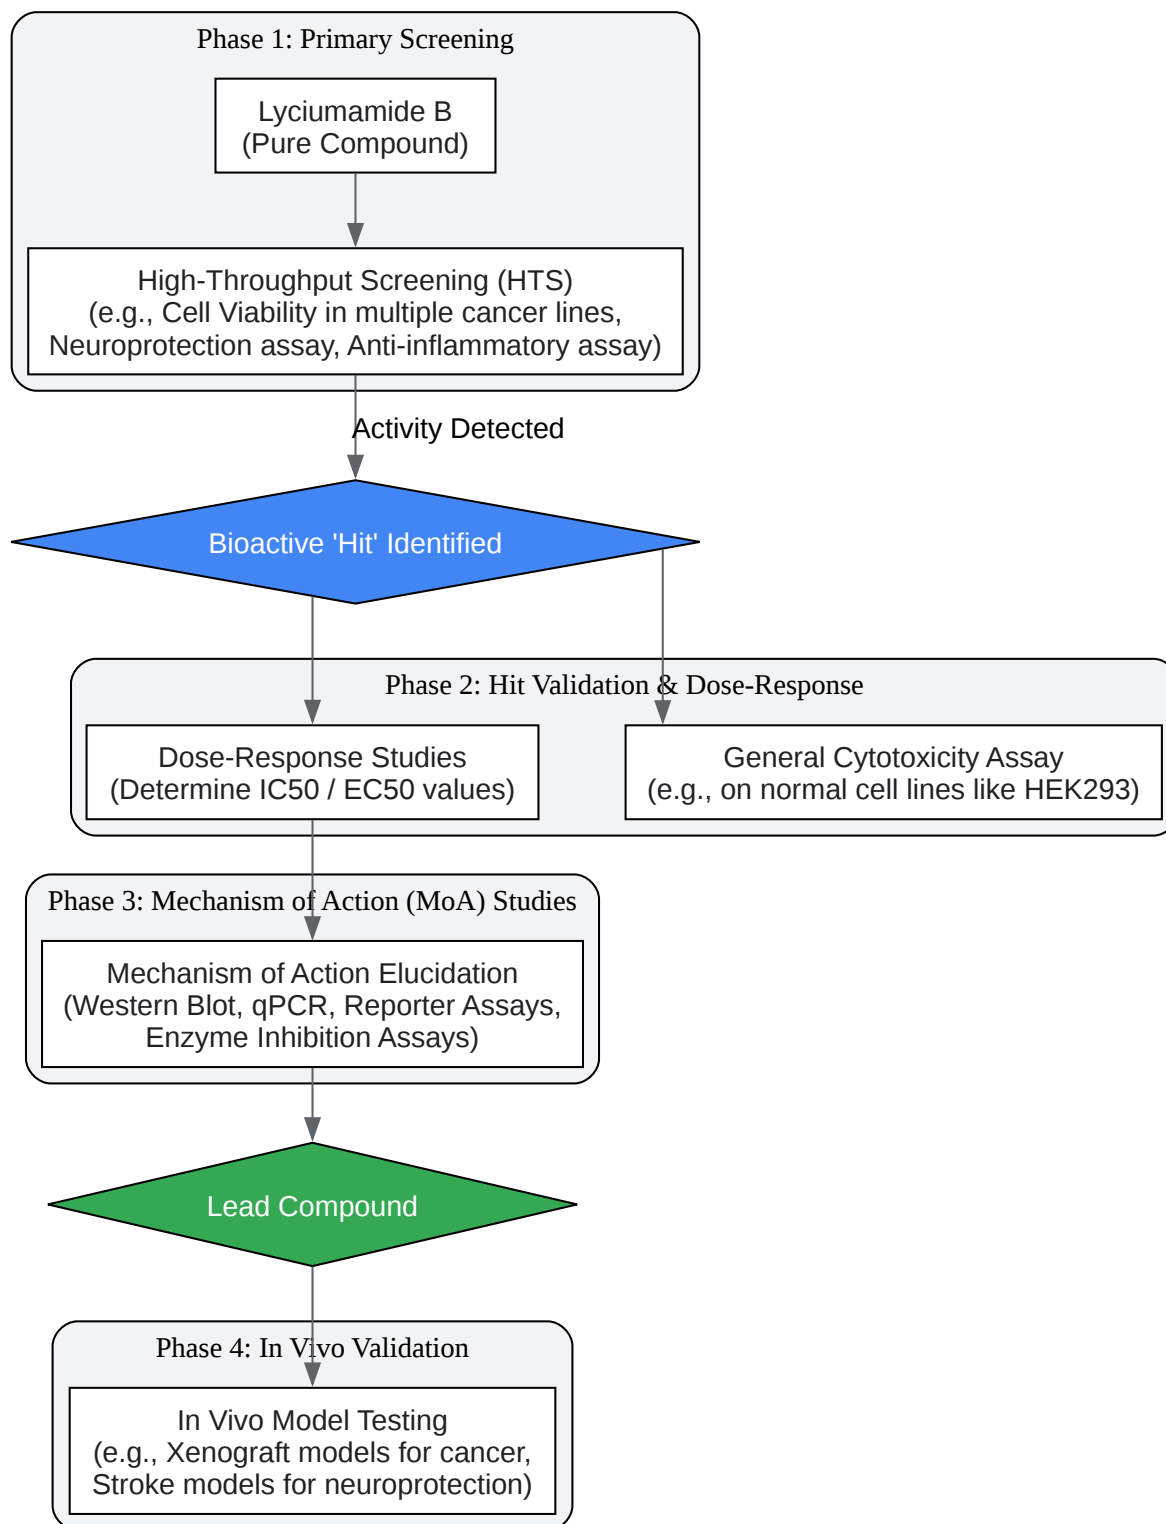 Phase 1: Primary Screening
Lyciumamide B
(Pure Compound)
High-Throughput Screening (HTS)
(e.g., Cell Viability in multiple cancer lines,
Neuroprotection assay, Anti-inflammatory assay)
Activity Detected
Bioactive 'Hit' Identified
Phase 2: Hit Validation & Dose-Response
Dose-Response Studies
(Determine IC50 / EC50 values)
General Cytotoxicity Assay
(e.g., on normal cell lines like HEK293)
Phase 3: Mechanism of Action (MoA) Studies
Mechanism of Action Elucidation
(Western Blot, qPCR, Reporter Assays,
Enzyme Inhibition Assays)
Lead Compound
Phase 4: In Vivo Validation
In Vivo Model Testing
(e.g., Xenograft models for cancer,
Stroke models for neuroprotection)